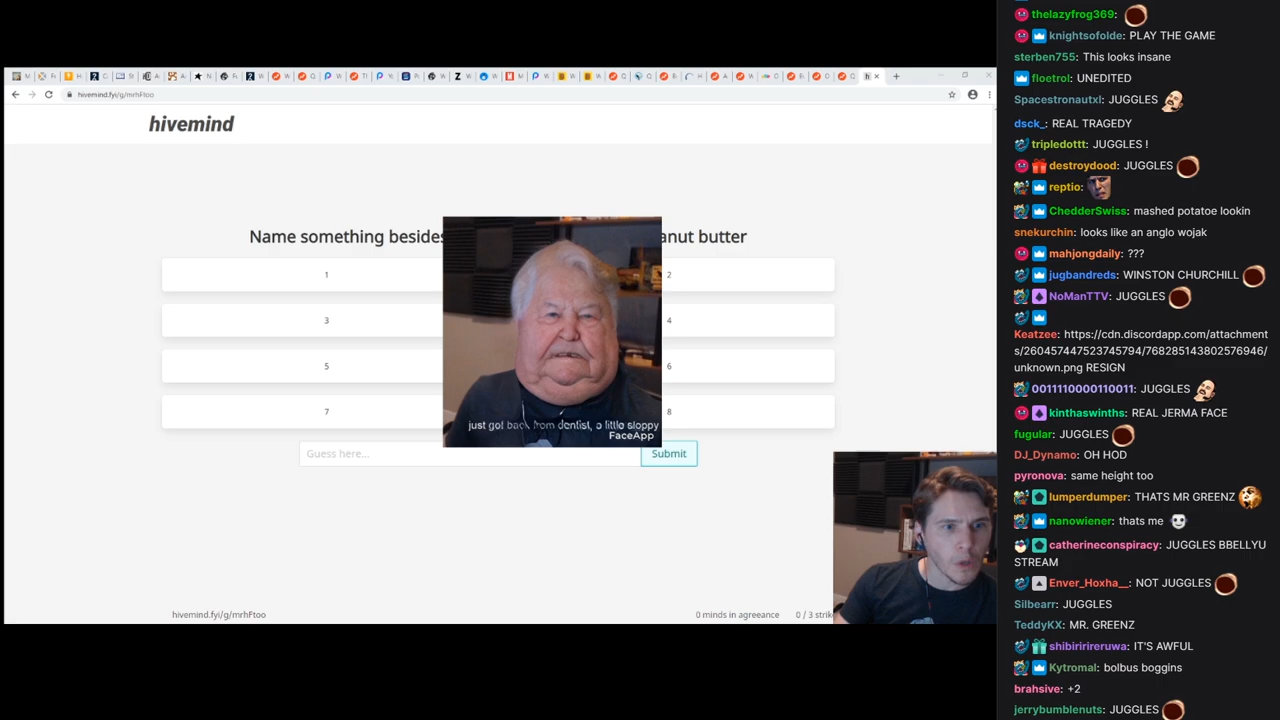 hivemind.fyi/g/mrhFtoo
hivemind
Name something besides
anut butter
1
2
3
4
5
6
7
8
just got back from dentist, a little sloppy
FaceApp
Guess here...
Submit
hivemind.fyi/g/mrhFtoo
0 minds in agreeance
0 / 3 strik
thelazyfrog369:
knightsofolde: PLAY THE GAME
sterben755: This looks insane
floetrol: UNEDITED
Spacestronautxl: JUGGLES
dsck_: REAL TRAGEDY
tripledottt: JUGGLES !
destroydood: JUGGLES
reptio:
ChedderSwiss: mashed potatoe lookin
snekurchin: looks like an anglo wojak
mahjongdaily: ???
jugbandreds: WINSTON CHURCHILL
NoManTTV: JUGGLES
Keatzee: https://cdn.discordapp.com/attachment
s/260457447523745794/768285143802576946/
unknown.png RESIGN
0011110000110011: JUGGLES
kinthaswinths: REAL JERMA FACE
fugular: JUGGLES
DJ_Dynamo: OH HOD
pyronova: same height too
lumperdumper: THATS MR GREENZ
nanowiener: thats me
catherineconspiracy: JUGGLES BBELLYU
STREAM
Enver_Hoxha__: NOT JUGGLES
Silbearr: JUGGLES
TeddyKX: MR. GREENZ
shibiririreruwa: IT'S AWFUL
Kytromal: bolbus boggins
brahsive: +2
jerrybumblenuts: JUGGLES